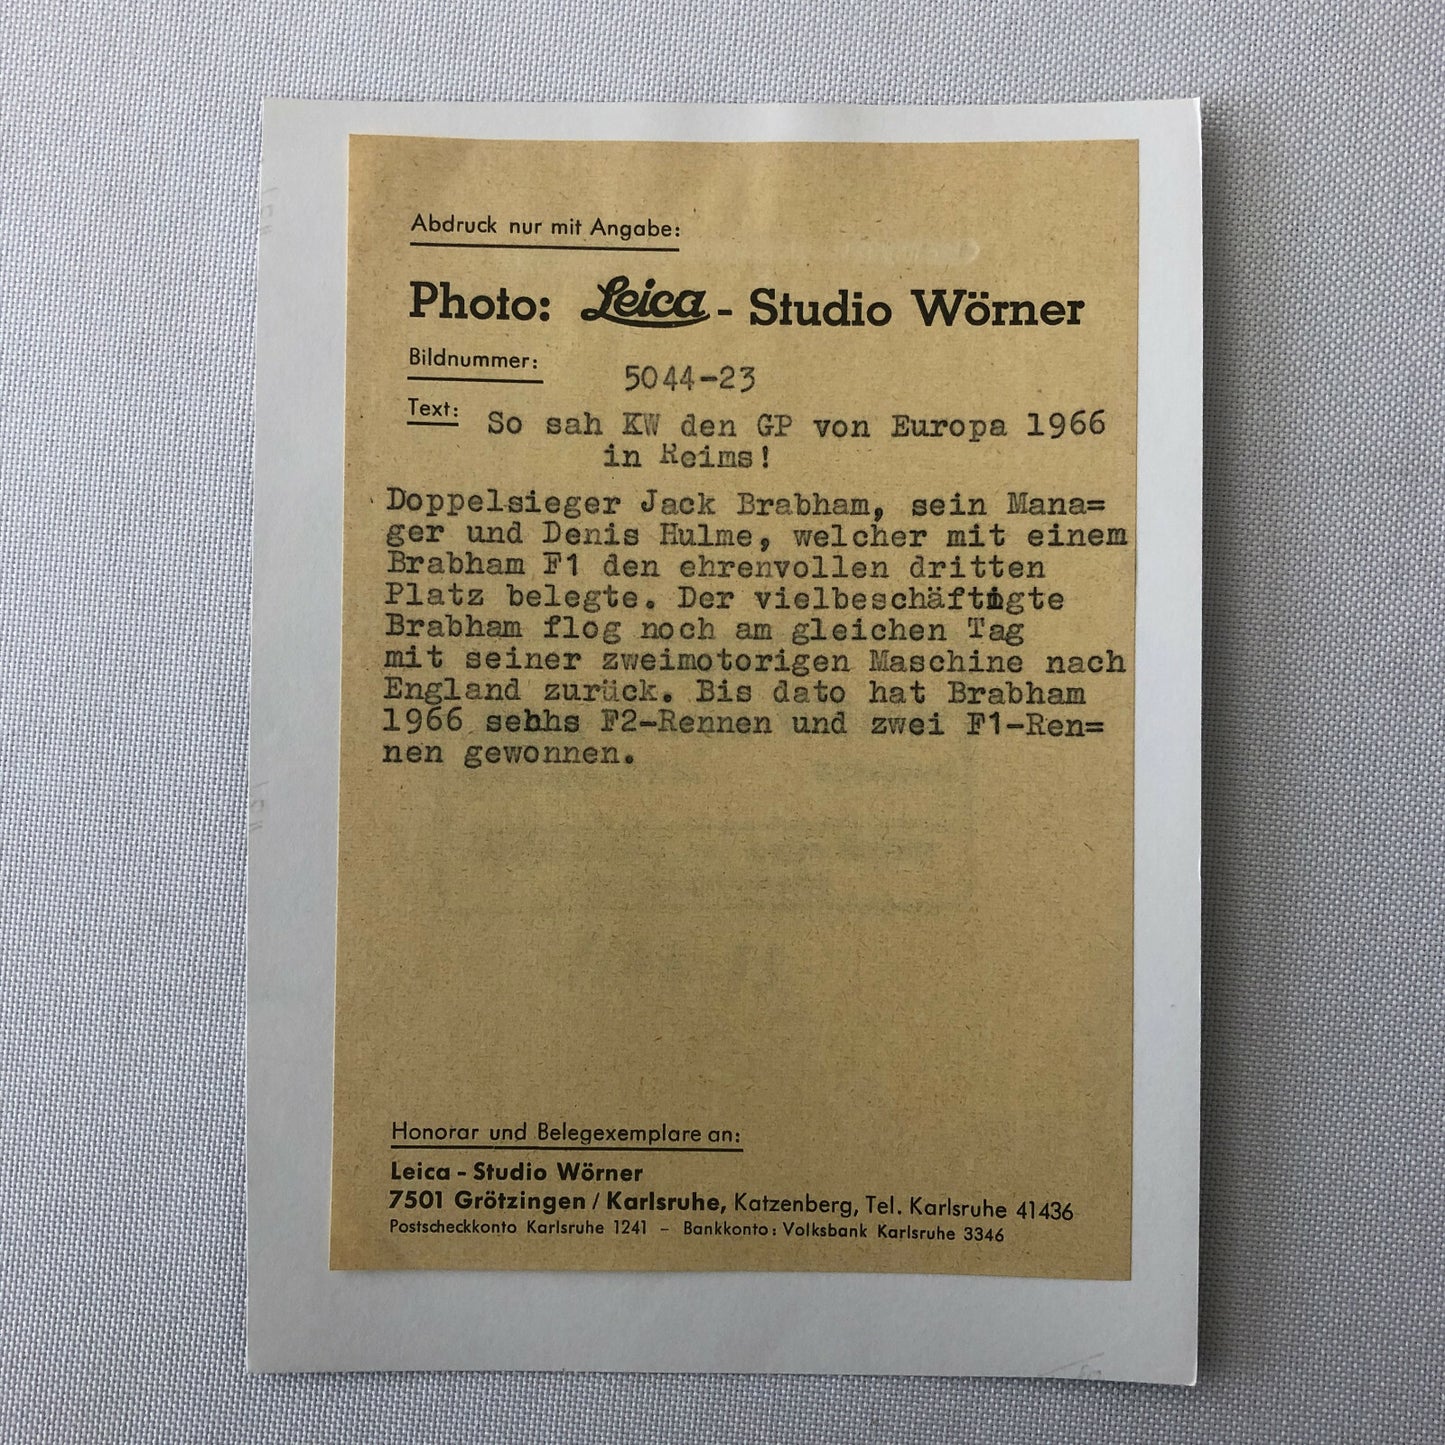 Abdruck nur mit Angabe:
Photo: Leica - Studio Wörner
Bildnummer: 5044-23
Text: So sah KW den GP von Europa 1966
in Reims!
Doppelsieger Jack Brabham, sein Mana=
ger und Denis Hulme, welcher mit einem
Brabham F1 den ehrenvollen dritten
Platz belegte. Der vielbeschäftigte
Brabham flog noch am gleichen Tag
mit seiner zweimotorigen Maschine nach
England zurück. Bis dato hat Brabham
1966 sehhs F2-Rennen und zwei F1-Ren=
nen gewonnen.
Honorar und Belegexemplare an:
Leica - Studio Wörner
7501 Grötzingen / Karlsruhe, Katzenberg, Tel. Karlsruhe 41436
Postscheckkonto Karlsruhe 1241 – Bankkonto: Volksbank Karlsruhe 3346